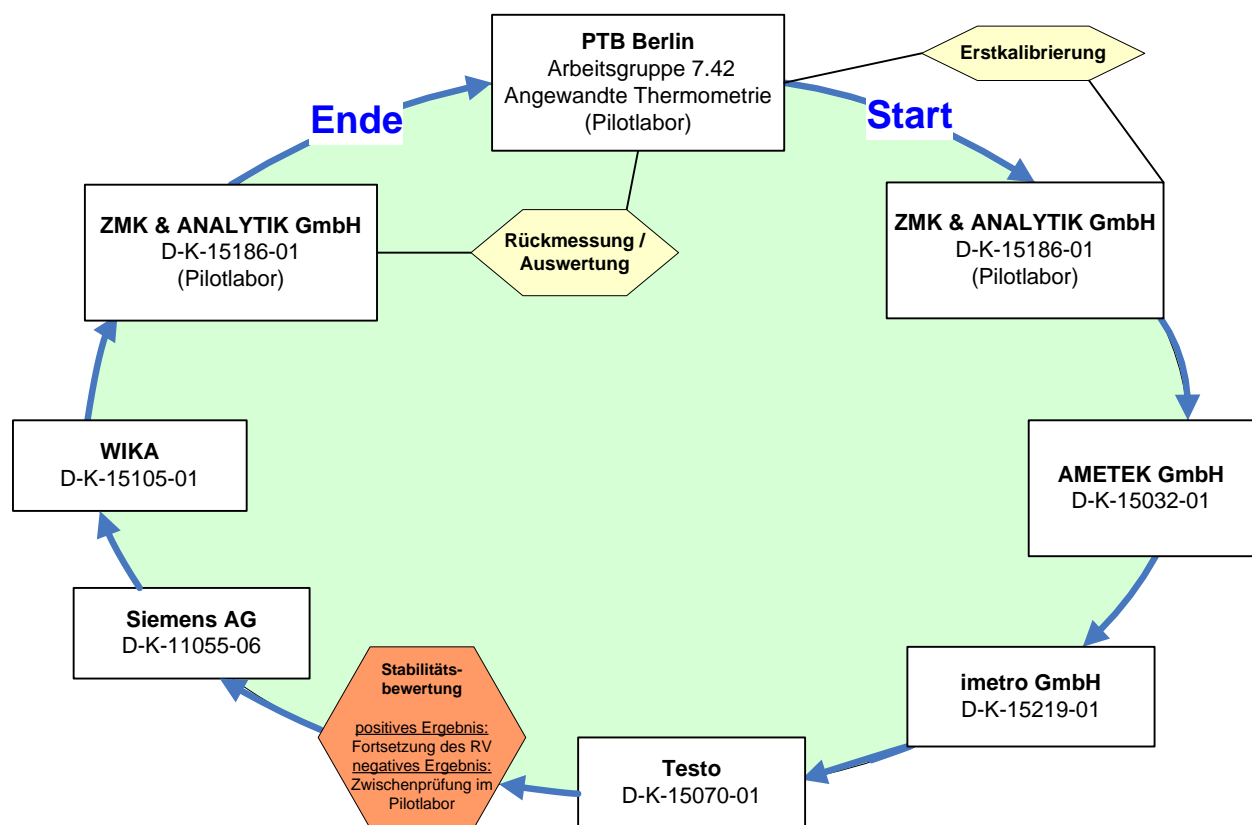 PTB Berlin
Arbeitsgruppe 7.42
Angewandte Thermometrie
(Pilotlabor)
Erstkalibrierung
Ende
Start
ZMK & ANALYTIK GmbH
D-K-15186-01
(Pilotlabor)
Rückmessung /
Auswertung
ZMK & ANALYTIK GmbH
D-K-15186-01
(Pilotlabor)
WIKA
D-K-15105-01
AMETEK GmbH
D-K-15032-01
Siemens AG
D-K-11055-06
Stabilitäts-
bewertung
positives Ergebnis:
Fortsetzung des RV
negatives Ergebnis:
Zwischenprüfung im
Pilotlabor
imetro GmbH
D-K-15219-01
Testo
D-K-15070-01